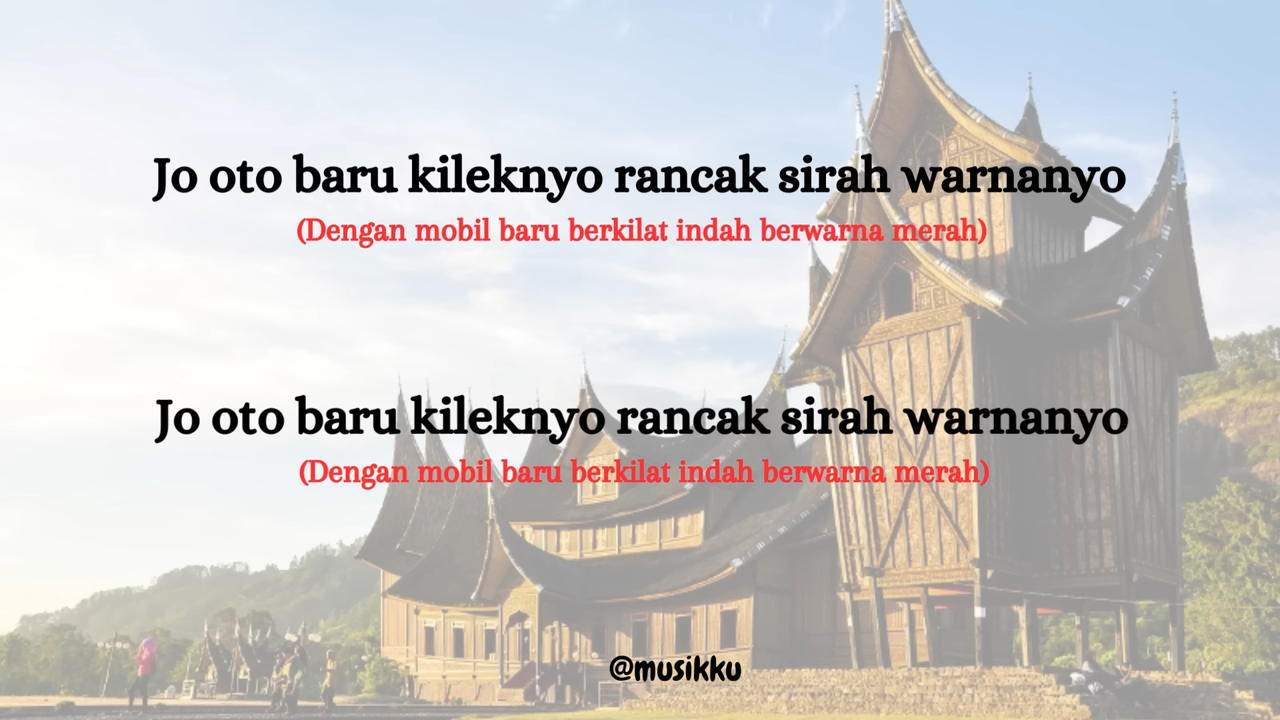 Jo oto baru kileknyo rancak sirah warnanyo
(Dengan mobil baru berkilat indah berwarna merah)
Jo oto baru kileknyo rancak sirah warnanyo
(Dengan mobil baru berkilat indah berwarna merah)
@musikku